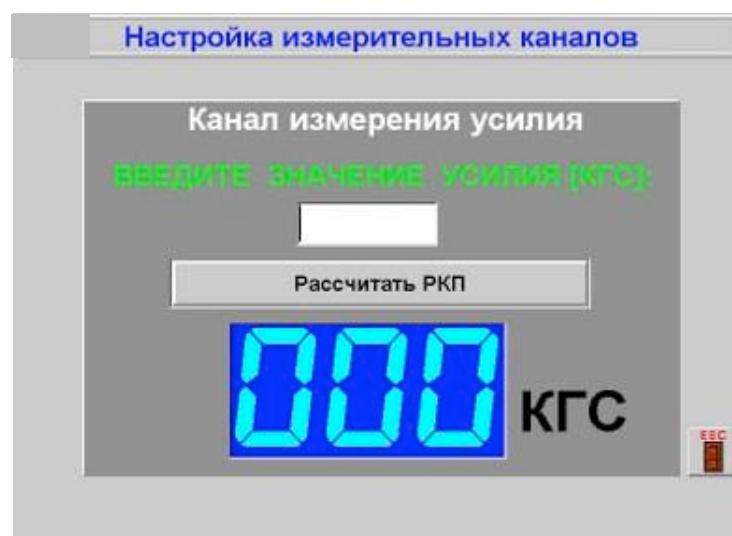 Настройка измерительных каналов
Канал измерения усилия
ВВЕДИТЕ ЗНАЧЕНИЕ УСИЛИЯ [КГС]:
Рассчитать РКП
000 КГС
ESC